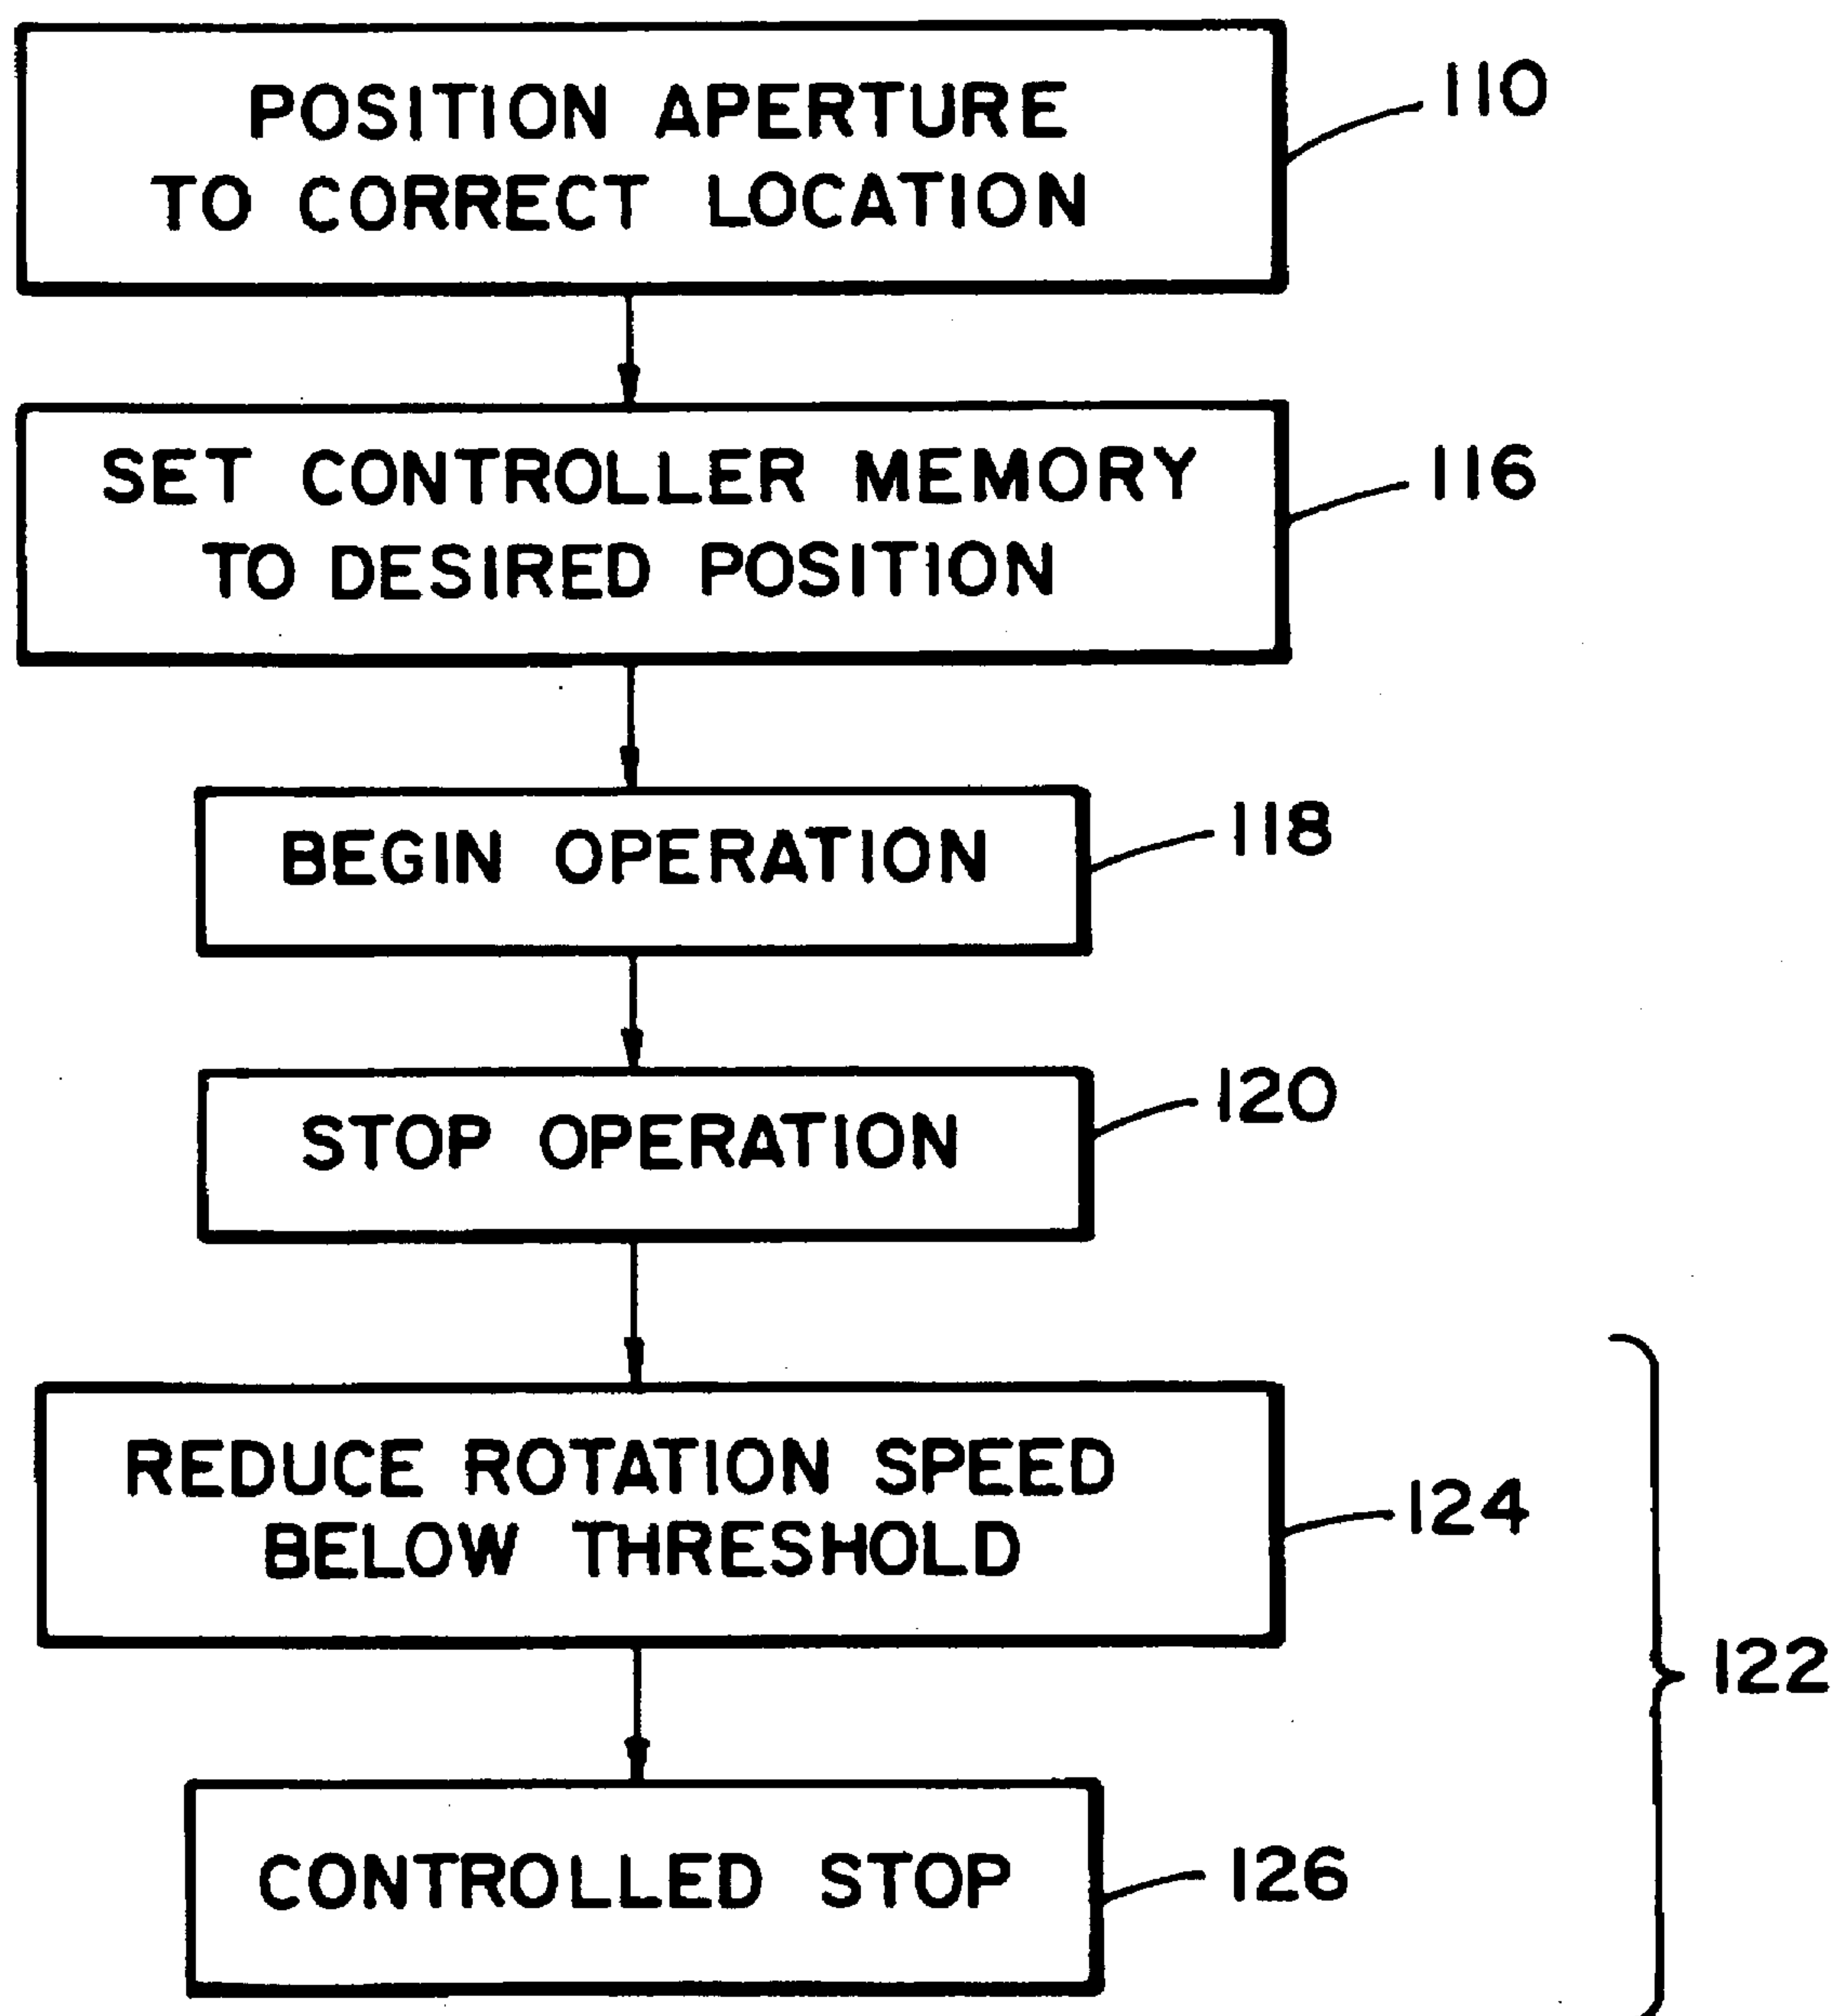 POSITION APERTURE
TO CORRECT LOCATION
110
SET CONTROLLER MEMORY
TO DESIRED POSITION
116
BEGIN OPERATION
118
STOP OPERATION
120
REDUCE ROTATION SPEED
BELOW THRESHOLD
124
122
CONTROLLED STOP
126